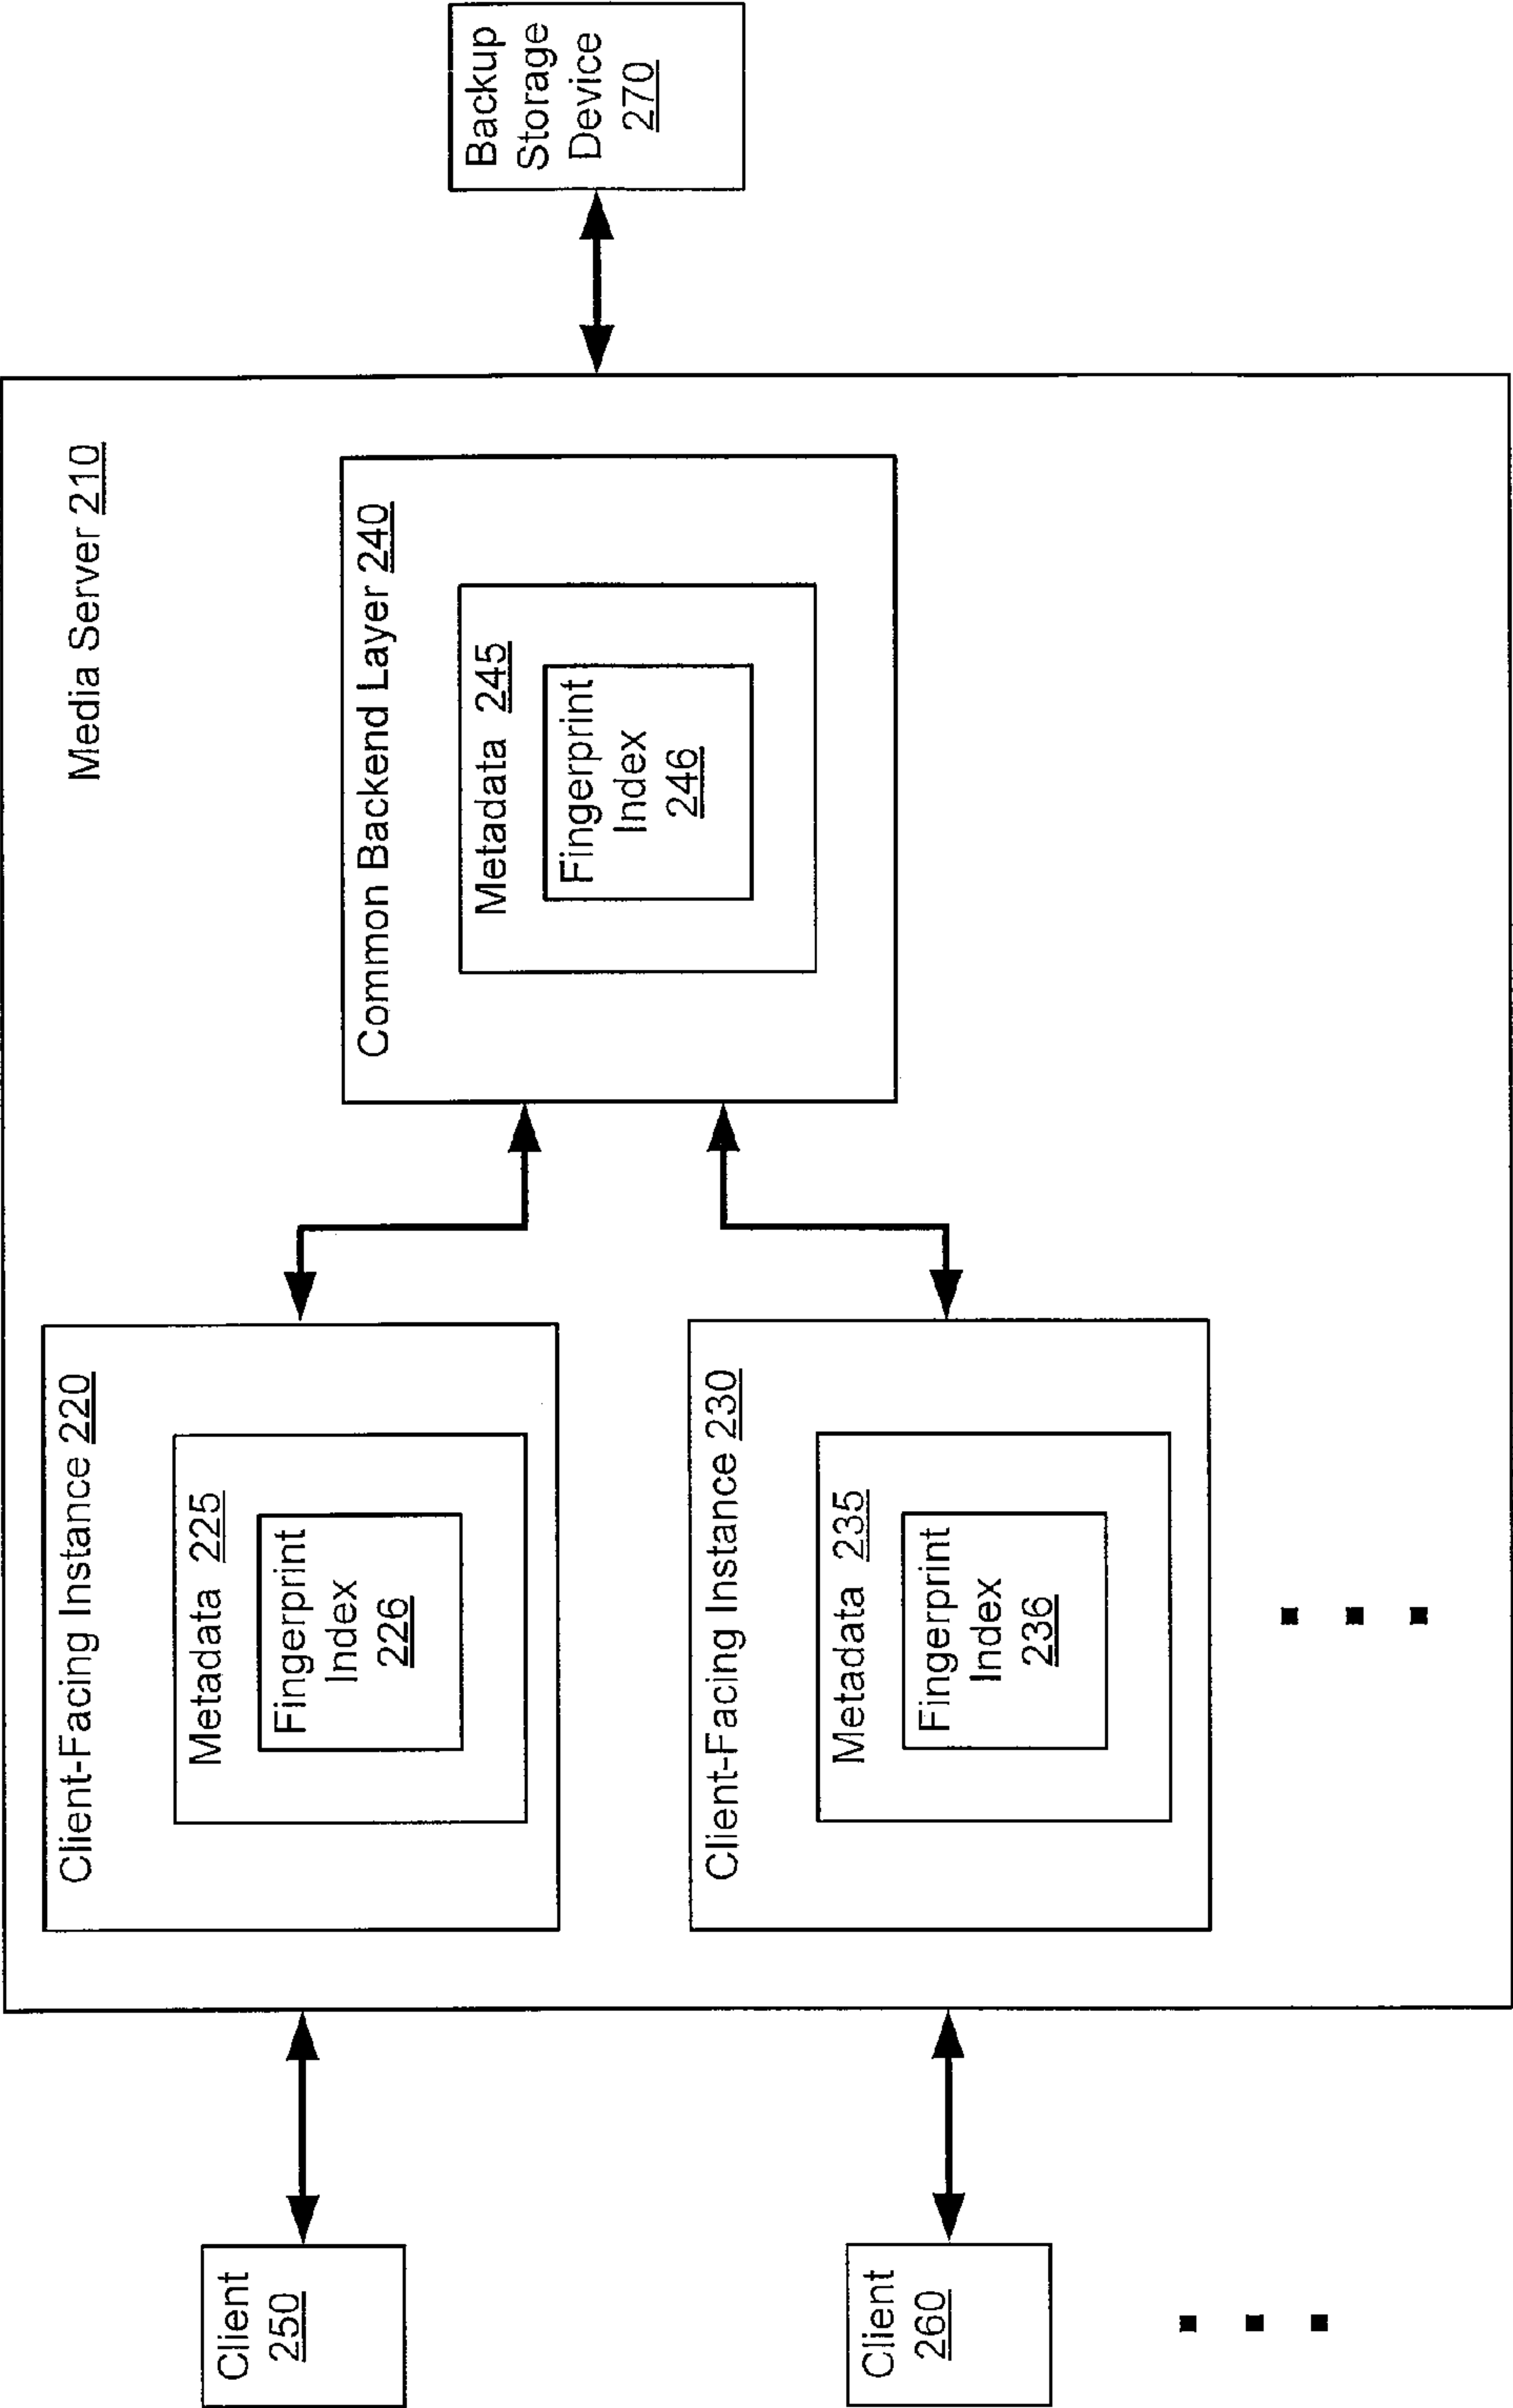 Media Server 210
Client-Facing Instance 220
Metadata 225
Fingerprint
Index
226
Client
250
Common Backend Layer 240
Metadata 245
Fingerprint
Index
246
Backup
Storage
Device
270
Client-Facing Instance 230
Metadata 235
Fingerprint
Index
236
Client
260